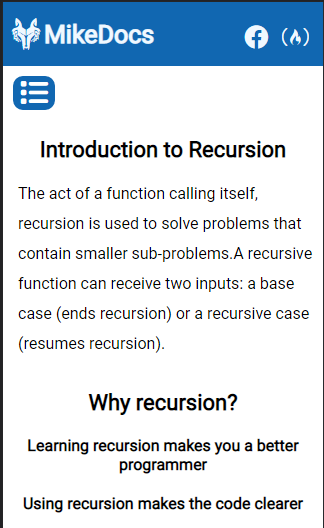 MikeDocs
Introduction to Recursion
The act of a function calling itself,
recursion is used to solve problems that
contain smaller sub-problems.A recursive
function can receive two inputs: a base
case (ends recursion) or a recursive case
(resumes recursion).
Why recursion?
Learning recursion makes you a better
programmer
Using recursion makes the code clearer